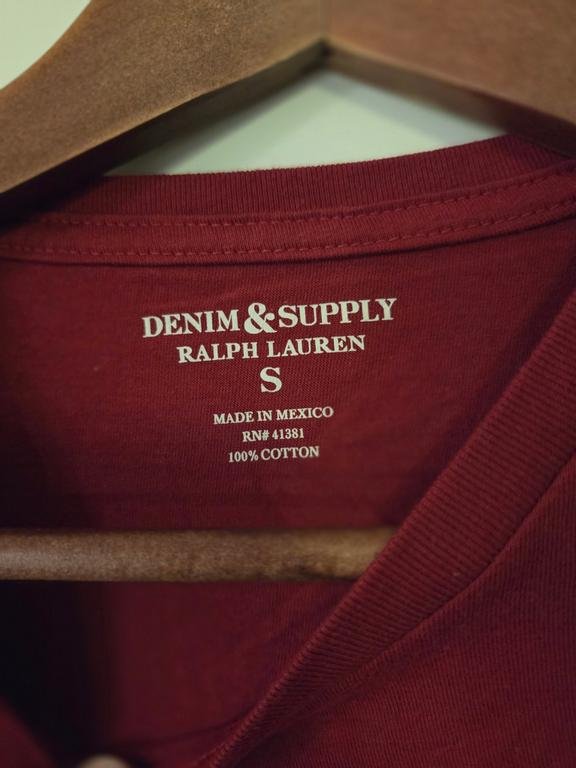 DENIM & SUPPLY
RALPH LAUREN
S
MADE IN MEXICO
RN# 41381
100% COTTON